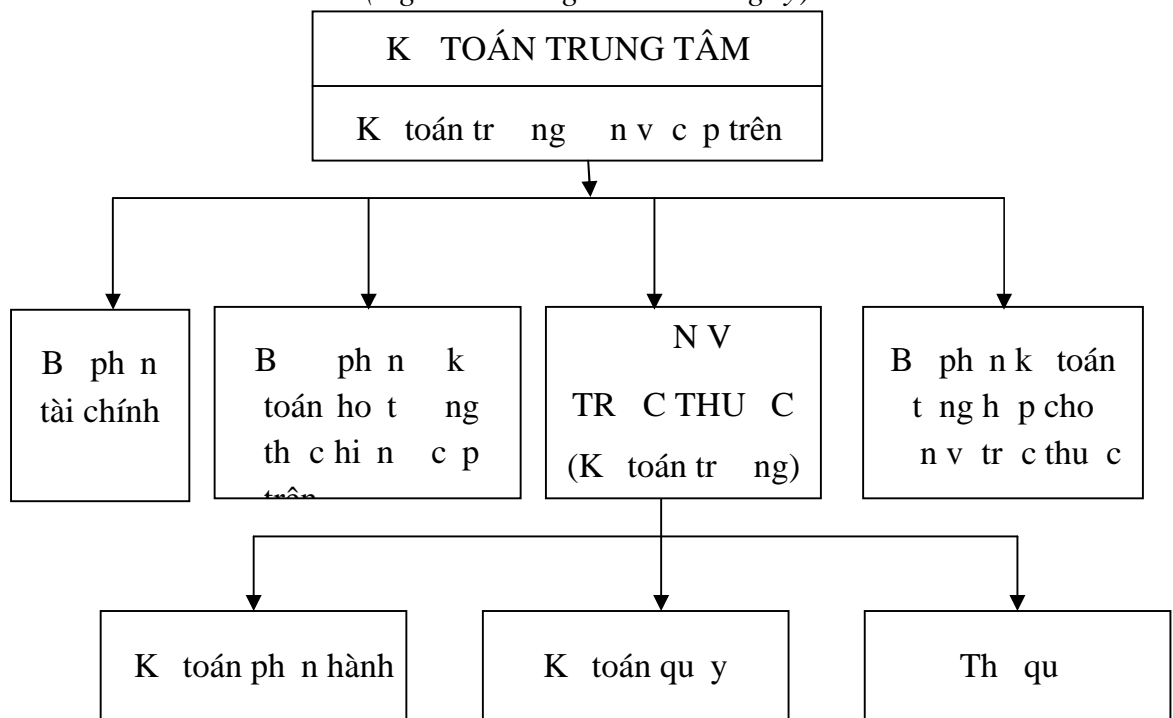 K TOÁN TRUNG TÂM
K toán tr ng n v c p trên
B ph n
tài chính
B ph n k
toán ho t ng
th c hi n c p
trên
N V
TR C THU C
(K toán tr ng)
B ph n k toán
t ng h p cho
n v tr c thu c
K toán ph n hành
K toán qu y
Th qu